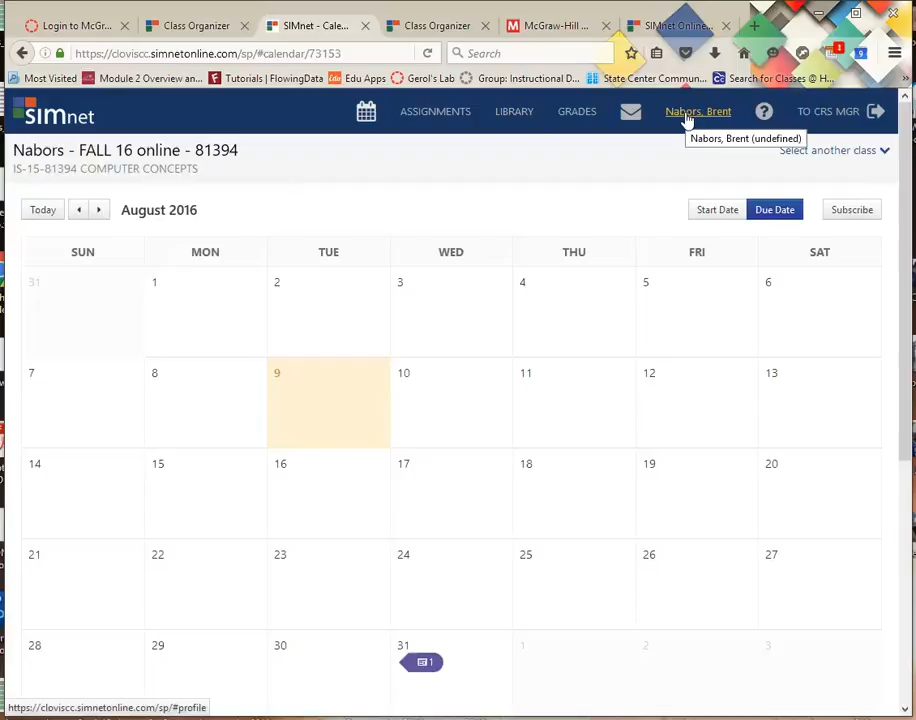 Login to McGr...
Class Organizer
SIMnet - Cale...
Class Organizer
McGraw-Hill ...
SIMnet Online...
https://cloviscc.simnetonline.com/sp/#calendar/73153
Search
3
9
Most Visited
Module 2 Overview an...
Tutorials | FlowingData
Edu Apps
Gerol's Lab
Group: Instructional D...
State Center Commun...
Search for Classes @ H...
SIMnet
ASSIGNMENTS
LIBRARY
GRADES
Nabors, Brent
?
TO CRS MGR
Nabors, Brent (undefined)
Nabors - FALL 16 online - 81394
Select another class
IS-15-81394 COMPUTER CONCEPTS
Today
August 2016
Start Date
Due Date
Subscribe
SUN MON TUE WED THU FRI SAT
31 1 2 3 4 5 6
7 8 9 10 11 12 13
14 15 16 17 18 19 20
21 22 23 24 25 26 27
28 29 30 31 1 2 3
1
https://cloviscc.simnetonline.com/sp/#profile